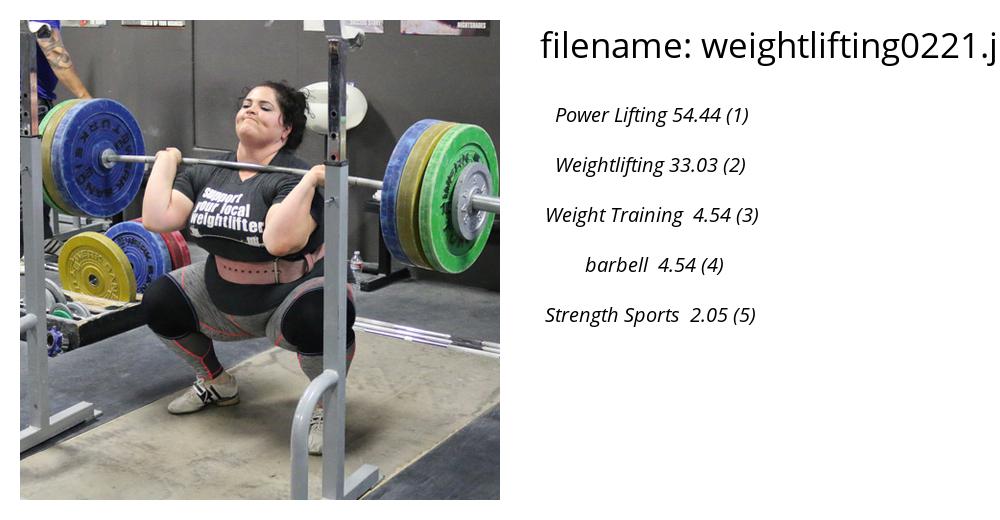 NIGHTSHADES
support
your local
weightlifter
filename: weightlifting0221.j
Power Lifting 54.44 (1)
Weightlifting 33.03 (2)
Weight Training 4.54 (3)
barbell 4.54 (4)
Strength Sports 2.05 (5)